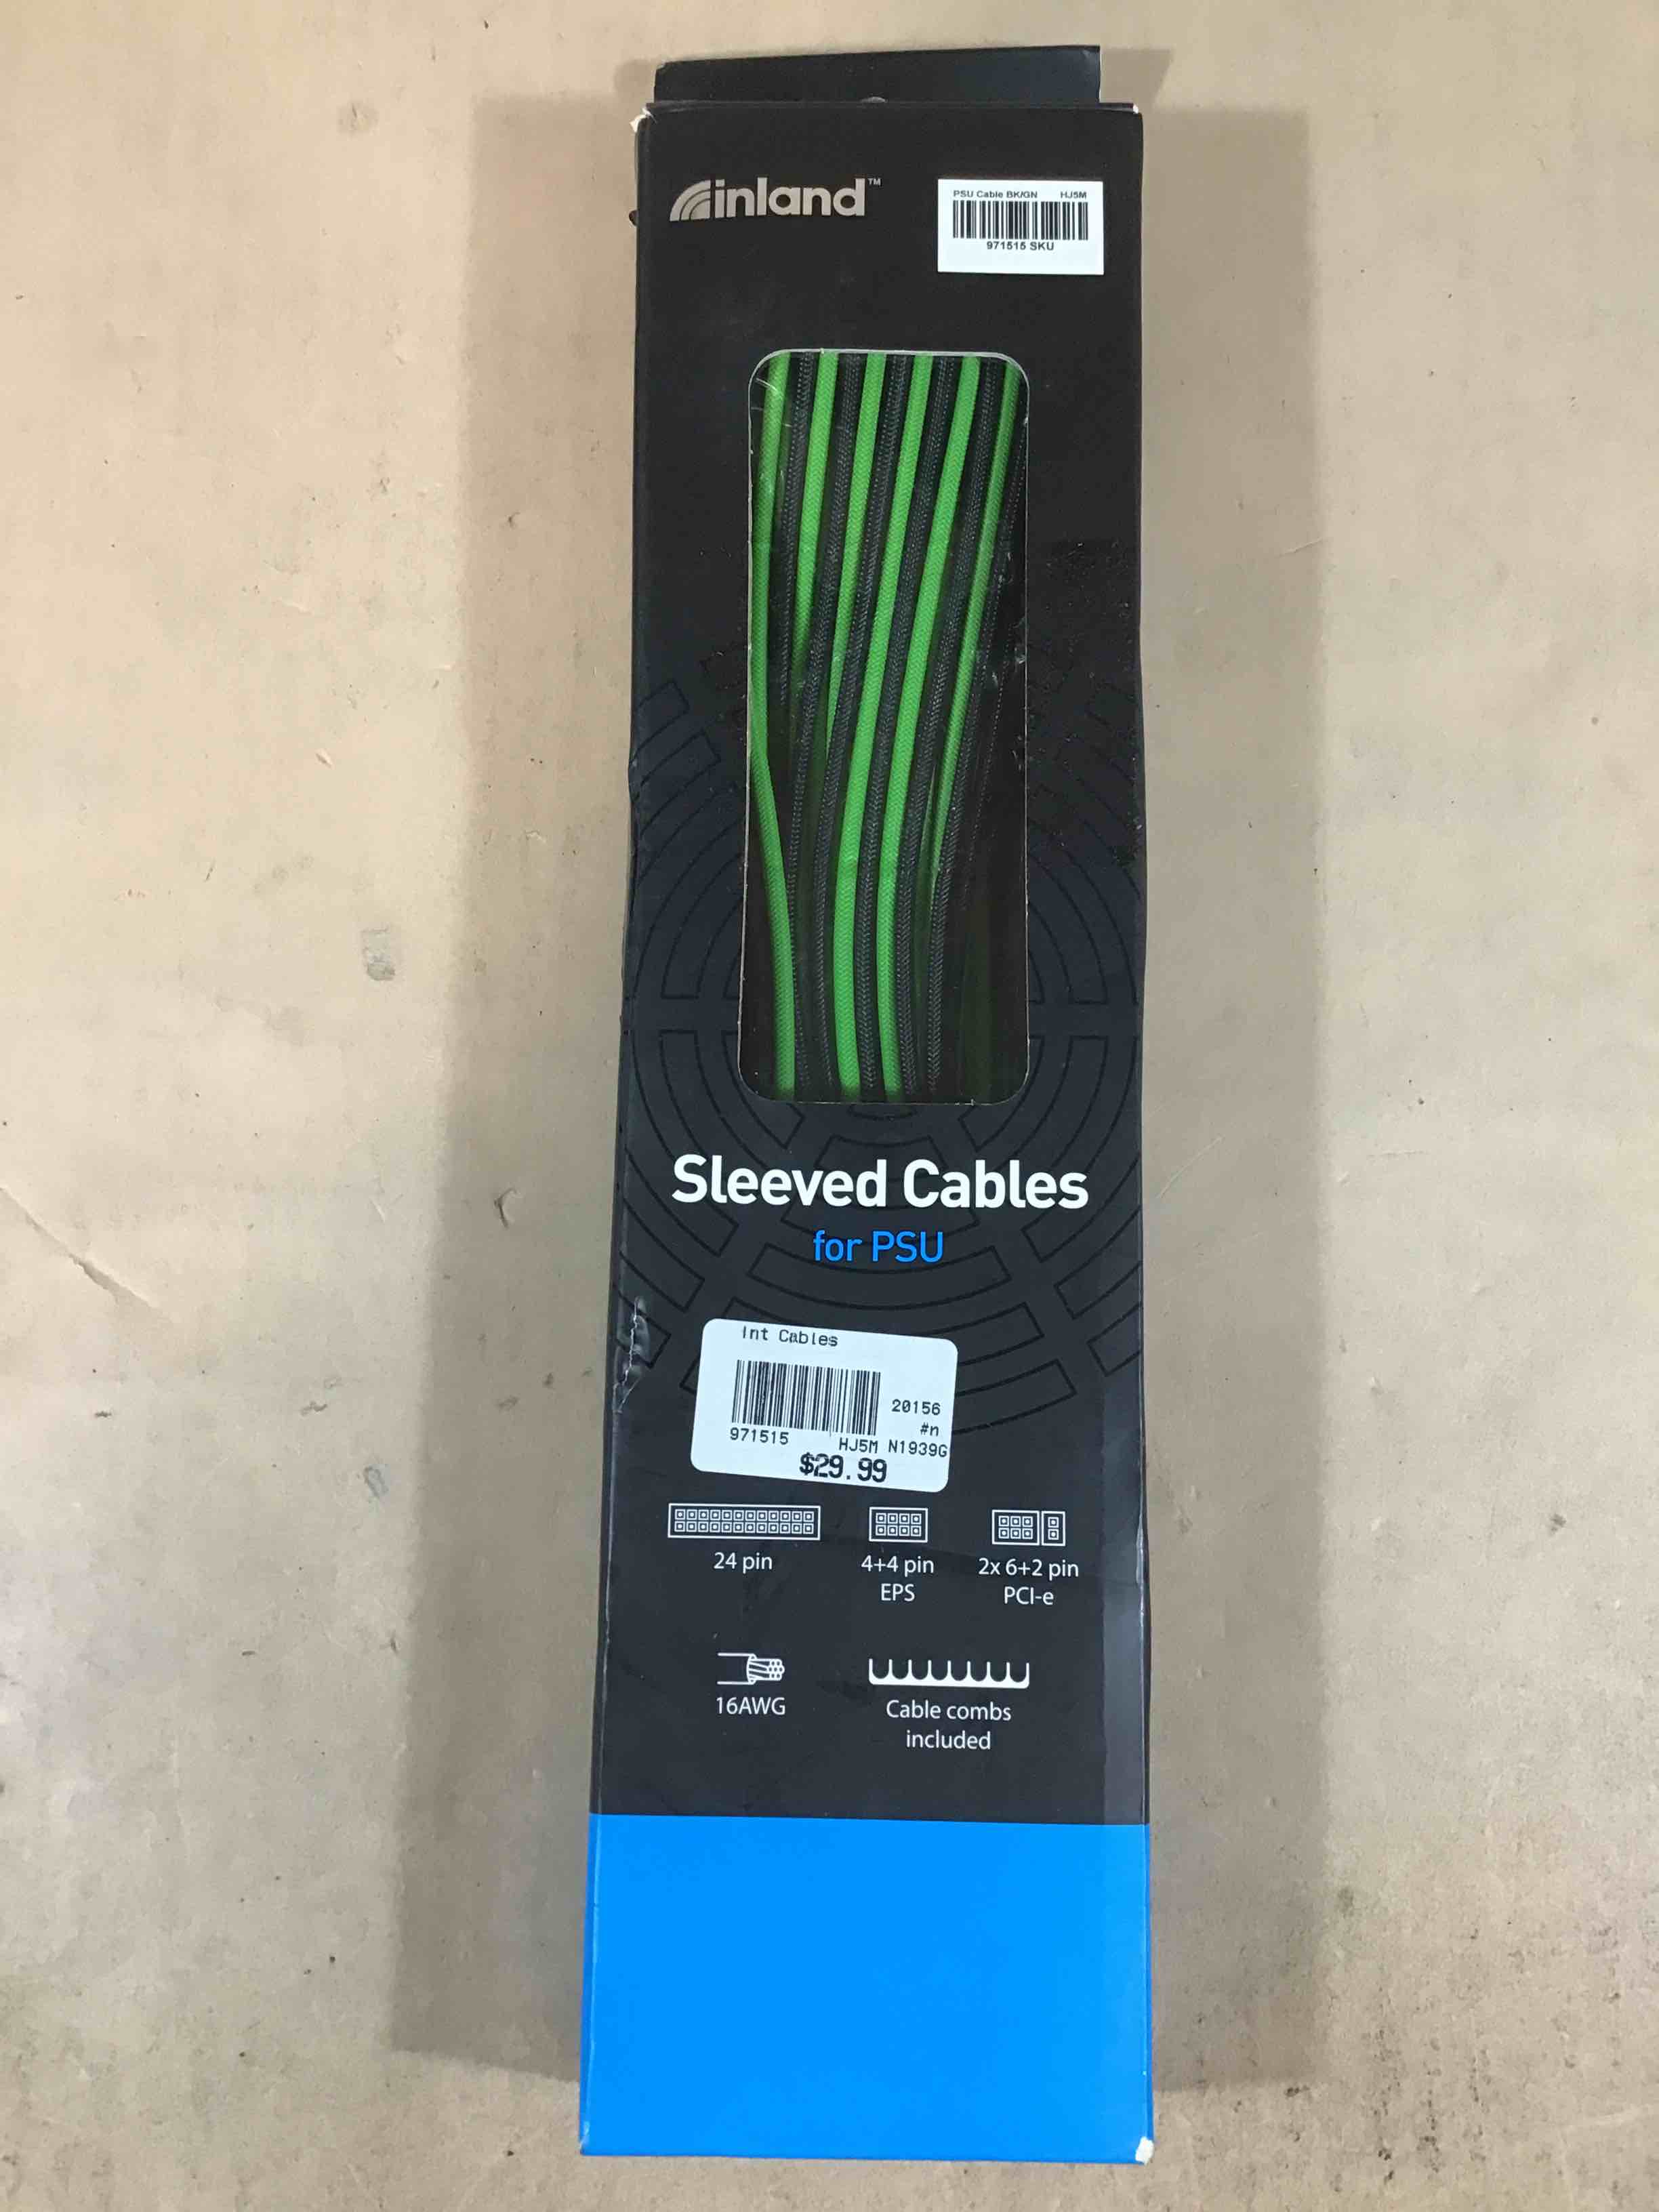 inland™
PSU Cable BK/GN HJ5M
971515 SKU
Sleeved Cables
for PSU
Int Cables
20156
#n
971515 HJ5M N1939G
$29.99
24 pin
4+4 pin
EPS
2x 6+2 pin
PCI-e
16AWG
Cable combs
included